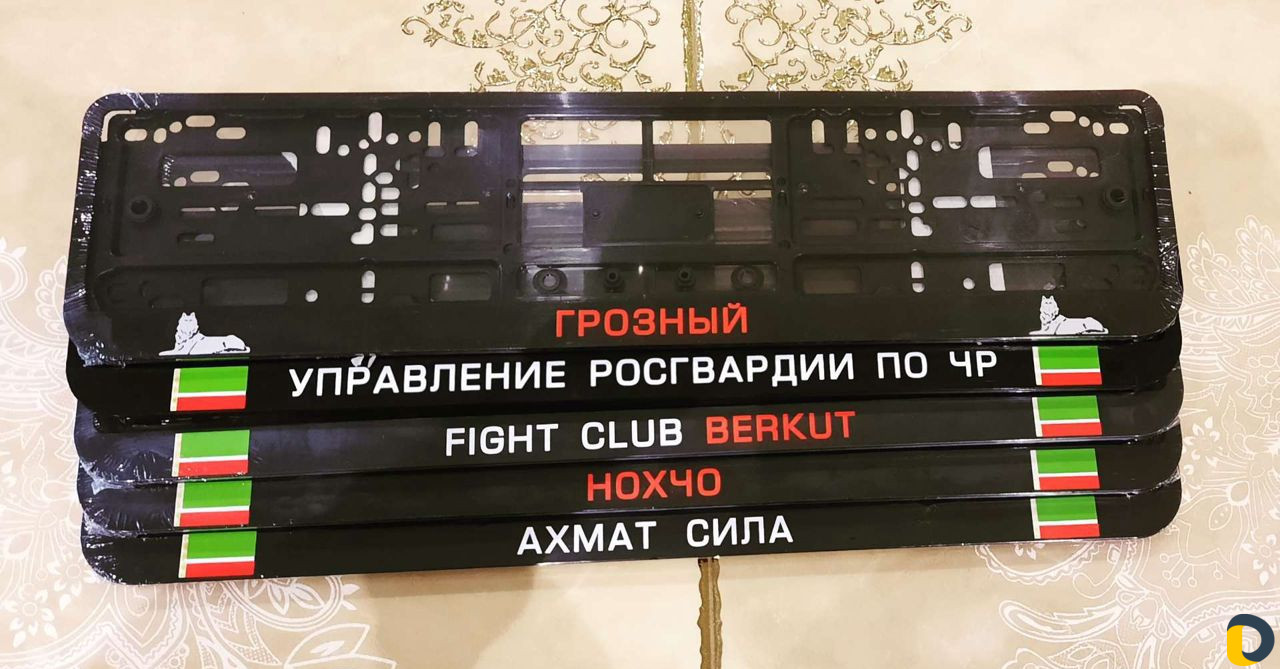 ГРОЗНЫЙ
УПРАВЛЕНИЕ РОСГВАРДИИ ПО ЧР
FIGHT CLUB BERKUT
НОХЧО
АХМАТ СИЛА